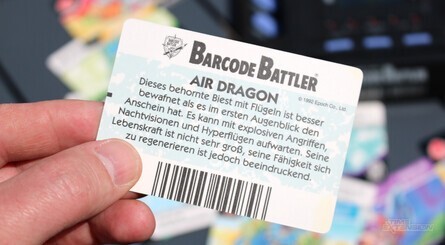 BARCODE BATTLER
AIR DRAGON
© 1992 Epoch Co., Ltd.
Dieses behornte Biest mit Flügeln ist besser
bewafnet als es im ersten Augenblick den
Anschein hat. Es kann mit explosiven Angriffen,
Nachtvisionen und Hyperflügen aufwarten. Seine
Lebenskraft ist nicht sehr groß, seine Fähigkeit sich
zu regenerieren ist jedoch beeindruckend.